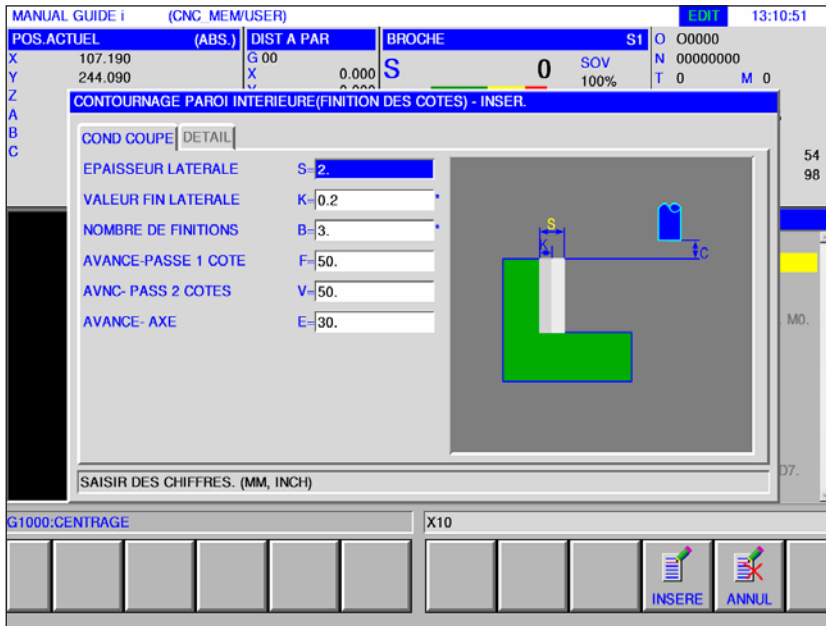 MANUAL GUIDE i (CNC_MEM/USER) EDIT 13:10:51
POS.ACTUEL (ABS.) DIST A PAR BROCHE S1 O O0000
X 107.190 G 00 N 00000000
Y 244.090 X 0.000 S 0 SOV 100% T 0 M 0
Z
A
B
C
54
98
CONTOURNAGE PAROI INTERIEURE(FINITION DES COTES) - INSER.
COND COUPE DETAIL
EPAISSEUR LATERALE S=2.
VALEUR FIN LATERALE K=0.2 *
NOMBRE DE FINITIONS B=3. *
AVANCE-PASSE 1 COTE F=50.
AVNC- PASS 2 COTES V=50.
AVANCE- AXE E=30.
S
K
C
M0.
D7.
SAISIR DES CHIFFRES. (MM, INCH)
G1000:CENTRAGE X10
INSERE ANNUL